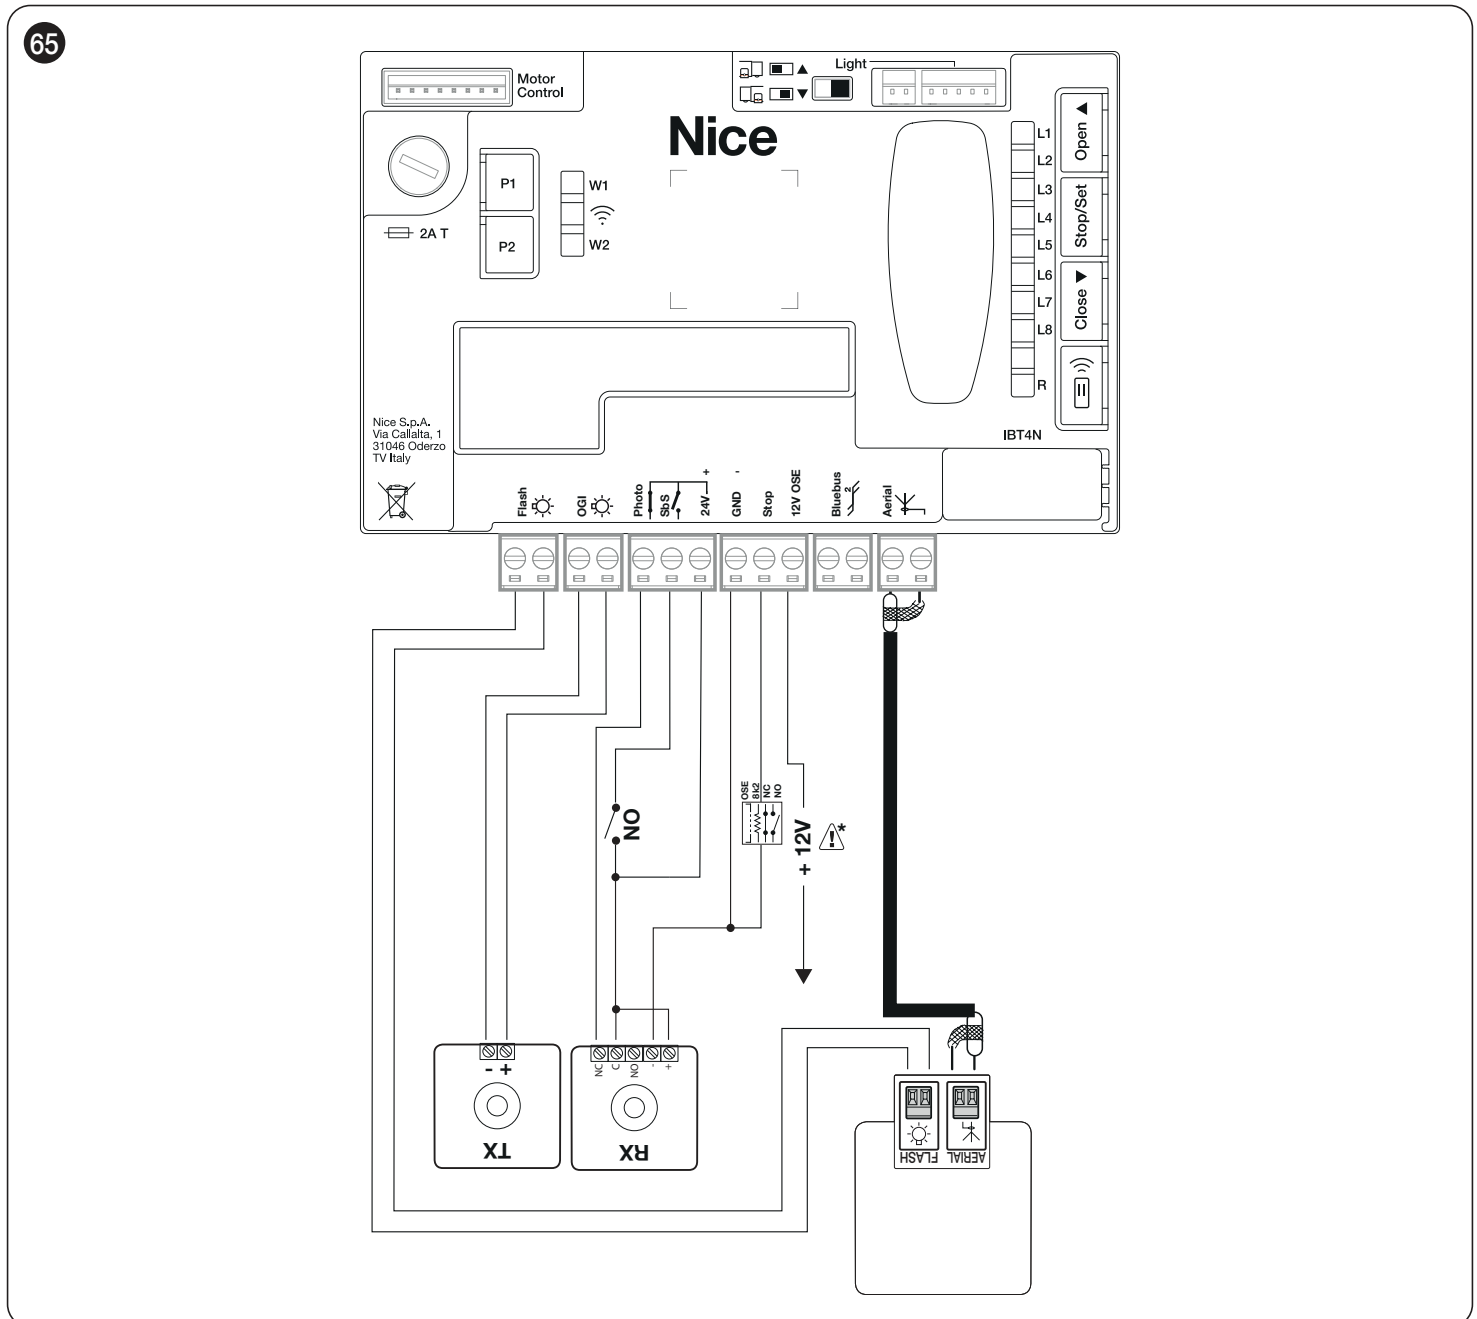 65
Motor
Control
Light
Nice
P1
P2
W1
W2
2A T
L1
L2
L3
L4
L5
L6
L7
L8
R
Open ▲
Stop/Set
Close ▼
Nice S.p.A.
Via Callalta, 1
31046 Oderzo
TV Italy
IBT4N
Flash
OGI
Photo
SbS
24V +
GND -
Stop
12V OSE
Bluebus
2
Aerial
NO
OSE
8k2
NC
NO
+ 12V
*
- +
TX
NC
C
NO
-
+
RX
FLASH
AERIAL